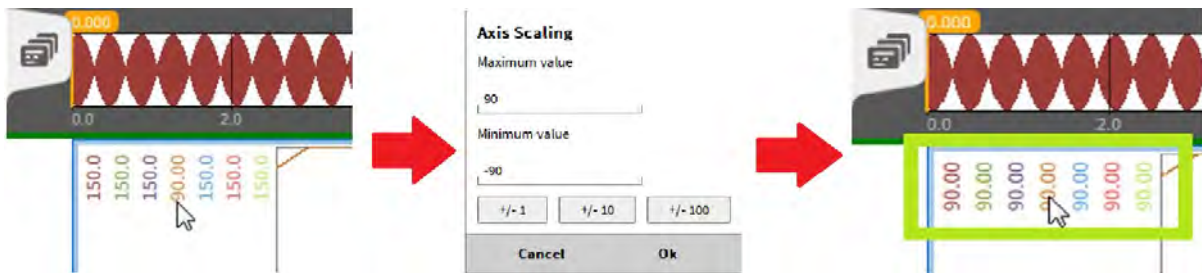 0.000
0.0 2.0
150.0 150.0 150.0 90.00 150.0 150.0 150.0
Axis Scaling
Maximum value
90
Minimum value
-90
+/- 1 +/- 10 +/- 100
Cancel Ok
0.000
0.0 2.0
90.00 90.00 90.00 90.00 90.00 90.00 90.00